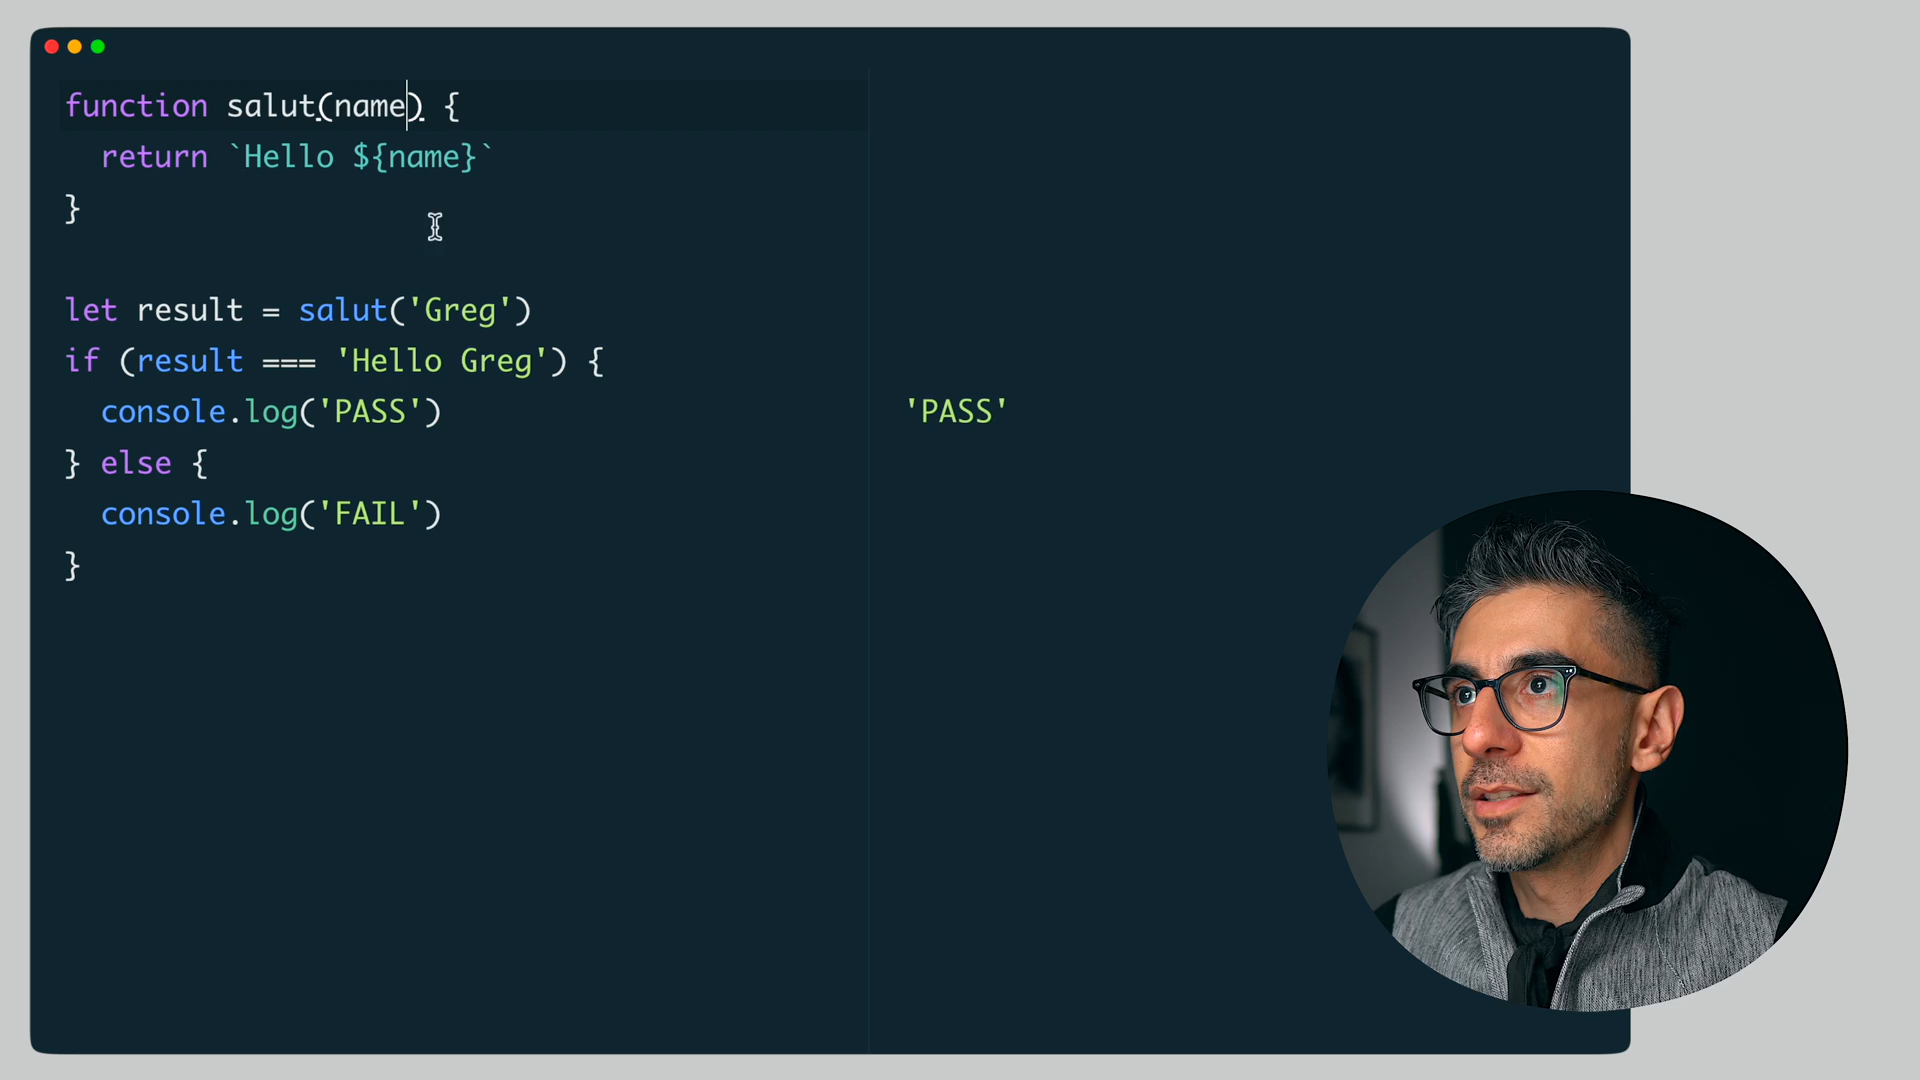 function salut(name) {
  return `Hello ${name}`
}
let result = salut('Greg')
if (result === 'Hello Greg') {
  console.log('PASS')
'PASS'
} else {
  console.log('FAIL')
}